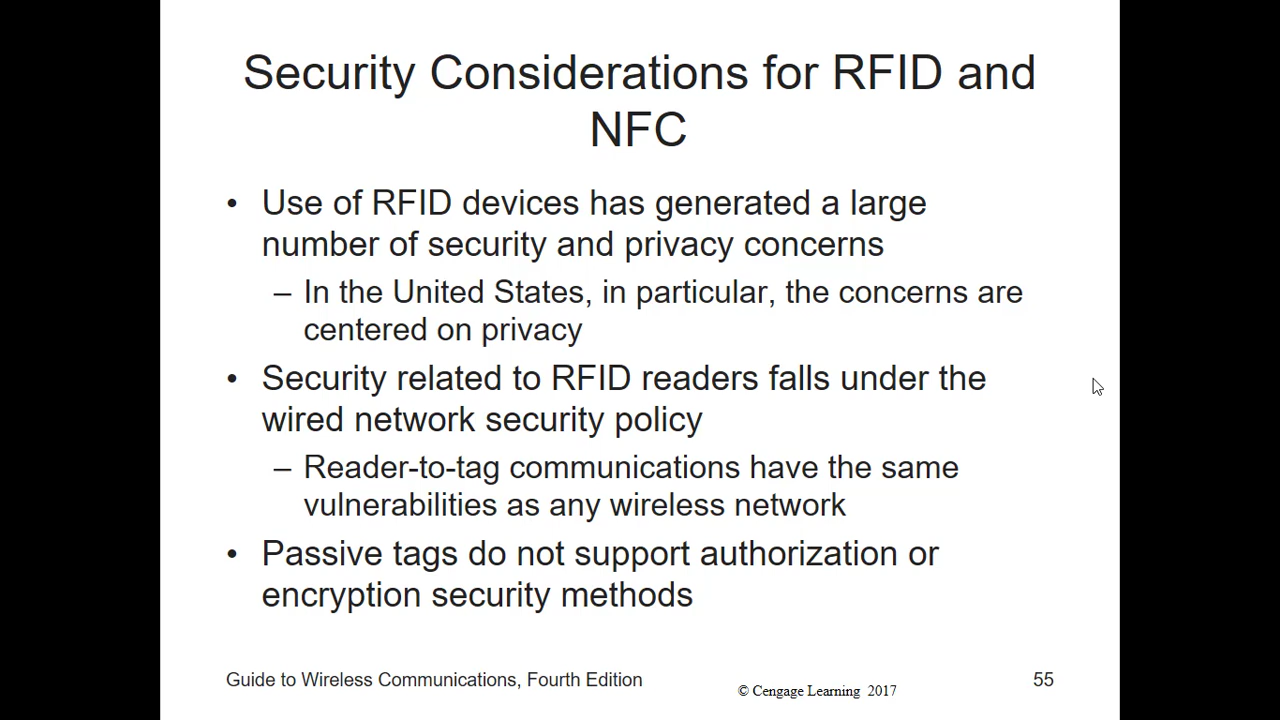 Security Considerations for RFID and
NFC
• Use of RFID devices has generated a large
number of security and privacy concerns
– In the United States, in particular, the concerns are
centered on privacy
• Security related to RFID readers falls under the
wired network security policy
– Reader-to-tag communications have the same
vulnerabilities as any wireless network
• Passive tags do not support authorization or
encryption security methods
Guide to Wireless Communications, Fourth Edition
© Cengage Learning 2017
55